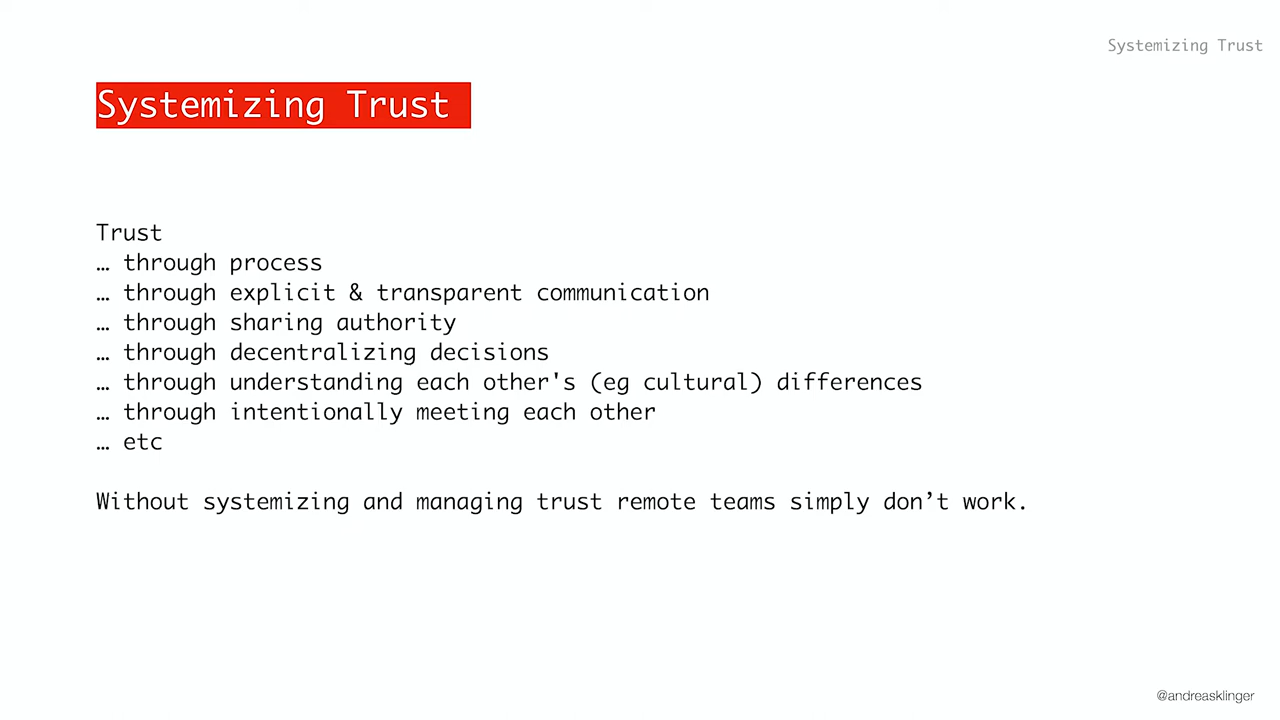 Systemizing Trust
Systemizing Trust
Trust
… through process
… through explicit & transparent communication
… through sharing authority
… through decentralizing decisions
… through understanding each other's (eg cultural) differences
… through intentionally meeting each other
… etc
Without systemizing and managing trust remote teams simply don’t work.
@andreasklinger